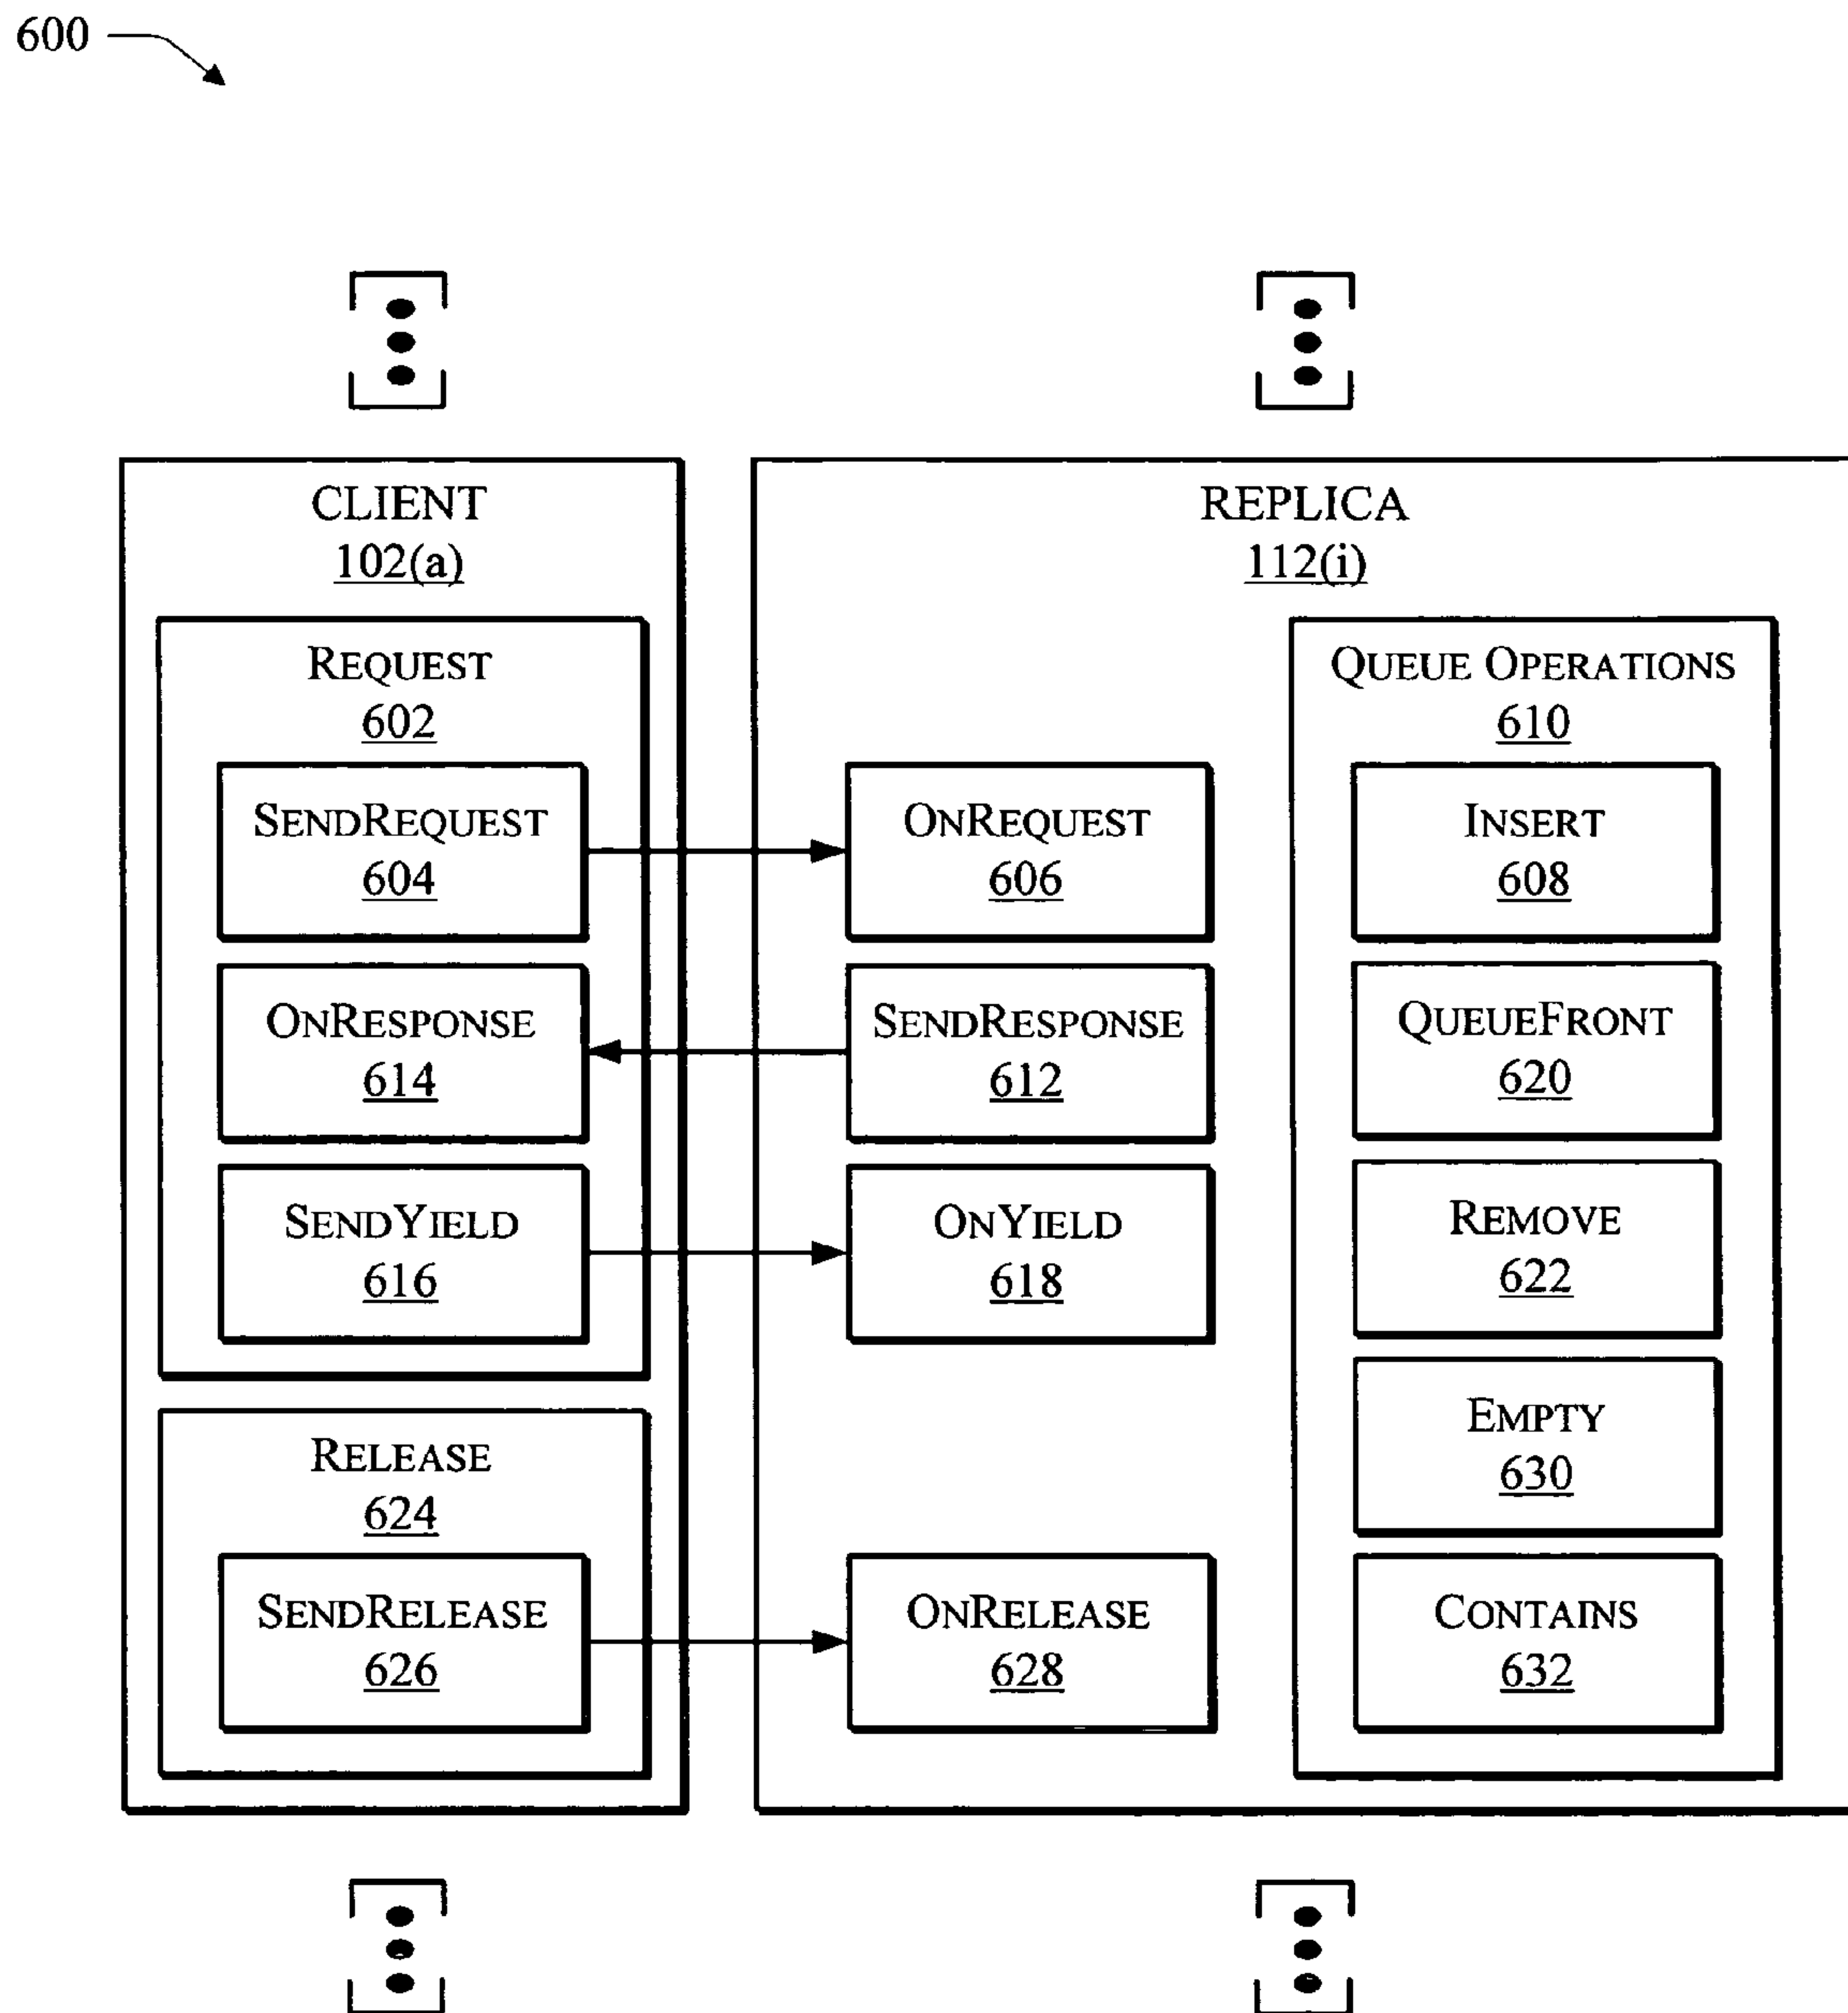 600
CLIENT
102(a)
REQUEST
602
SENDREQUEST
604
ONRESPONSE
614
SENDYIELD
616
RELEASE
624
SENDRELEASE
626
REPLICA
112(i)
ONREQUEST
606
SENDRESPONSE
612
ONYIELD
618
ONRELEASE
628
QUEUE OPERATIONS
610
INSERT
608
QUEUEFRONT
620
REMOVE
622
EMPTY
630
CONTAINS
632